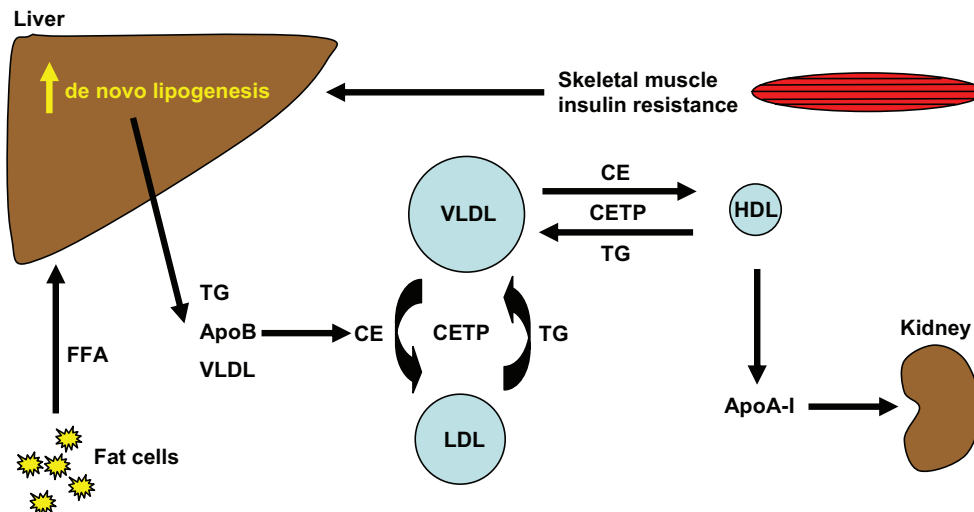 Liver
de novo lipogenesis
Skeletal muscle
insulin resistance
CE
VLDL
CETP
HDL
TG
TG
ApoB
VLDL
CE
CETP
TG
FFA
Kidney
ApoA-I
LDL
Fat cells